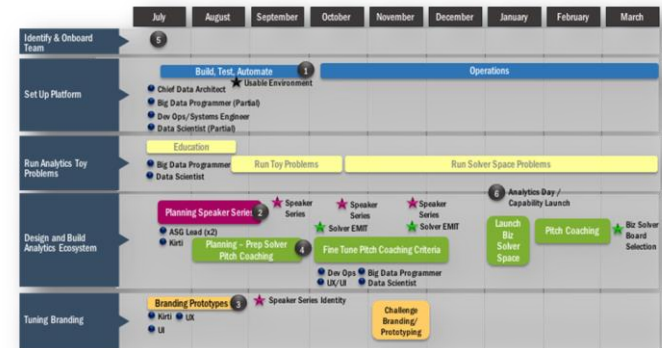 July August September October November December January February March
Identify & Onboard
Team
5
Build, Test, Automate 1 Operations
Usable Environment
Set Up Platform
Chief Data Architect
Big Data Programmer (Partial)
Dev Ops/Systems Engineer
Data Scientist (Partial)
Education
Run Analytics Toy
Problems
Big Data Programmer
Data Scientist
Run Toy Problems Run Solver Space Problems
6 Analytics Day /
Capability Launch
Design and Build
Analytics Ecosystem
Planning Speaker Series 2
Speaker
Series
Speaker
Series
Speaker
Series
Solver EMIT
Solver EMIT
ASG Lead (x2)
Kirti
Planning – Prep Solver
Pitch Coaching
4
Fine Tune Pitch Coaching Criteria
Launch
Biz
Solver
Space
Pitch Coaching
Biz Solver
Board
Selection
Dev Ops Big Data Programmer
UX/UI Data Scientist
Tuning Branding
Branding Prototypes 3 Speaker Series Identity
Kirti UX
UI
Challenge
Branding/
Prototyping